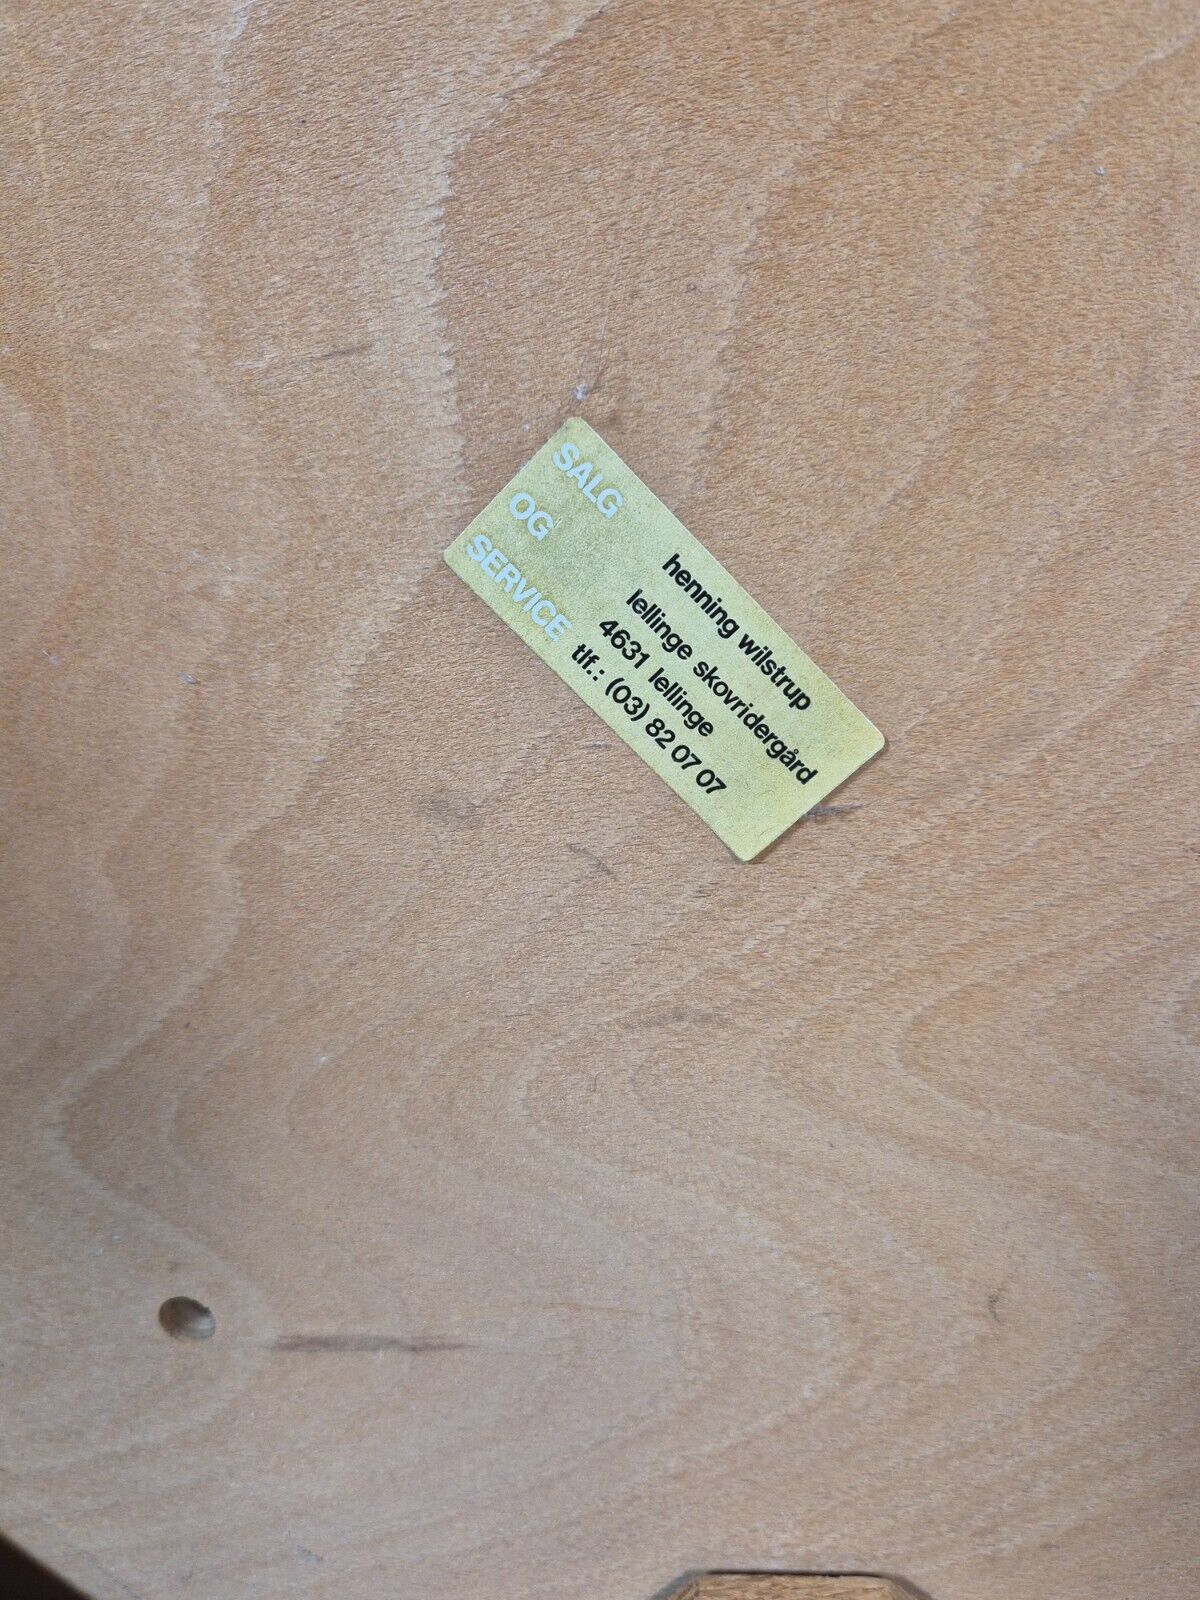 SALG
OG
SERVICE
henning wilstrup
lellinge skovridergård
4631 lellinge
tlf.: (03) 82 07 07